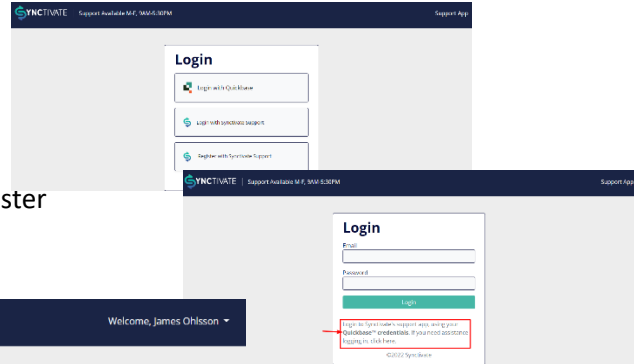 SYNCTIVATE Support Available M-F, 9AM-5:30PM Support App
Login
Login with Quickbase
Login with Synctivate Support
Register with Synctivate Support
ster
SYNCTIVATE Support Available M-F, 9AM-5:30PM Support App
Login
Email
Password
Login
Login to Synctivate's support app, using your
Quickbase™ credentials. If you need assistance
logging in, click here.
©2022 Synctivate
Welcome, James Ohlsson